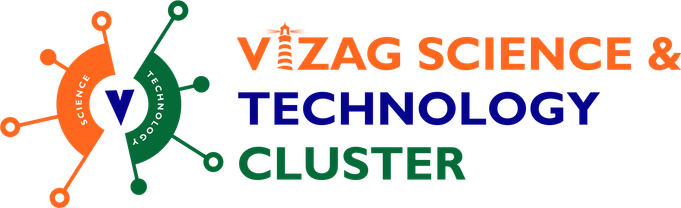 SCIENCE
V
TECHNOLOGY
VIZAG SCIENCE &
TECHNOLOGY
CLUSTER